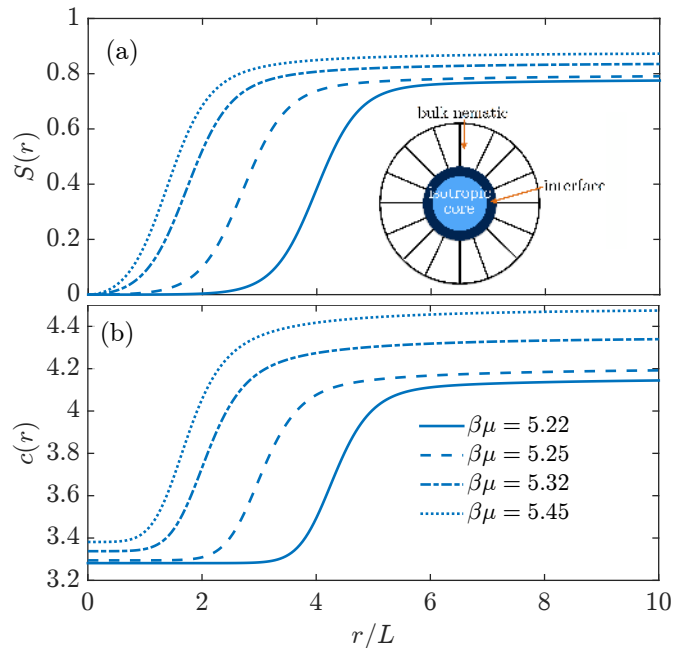 1
(a)
0.8
bulk nematic
0.6
S(r)
isotropic
core
interface
0.4
0.2
0
4.4
(b)
4.2
4
βμ = 5.22
c(r)
3.8
βμ = 5.25
3.6
βμ = 5.32
3.4
βμ = 5.45
3.2
0 2 4 6 8 10
r/L